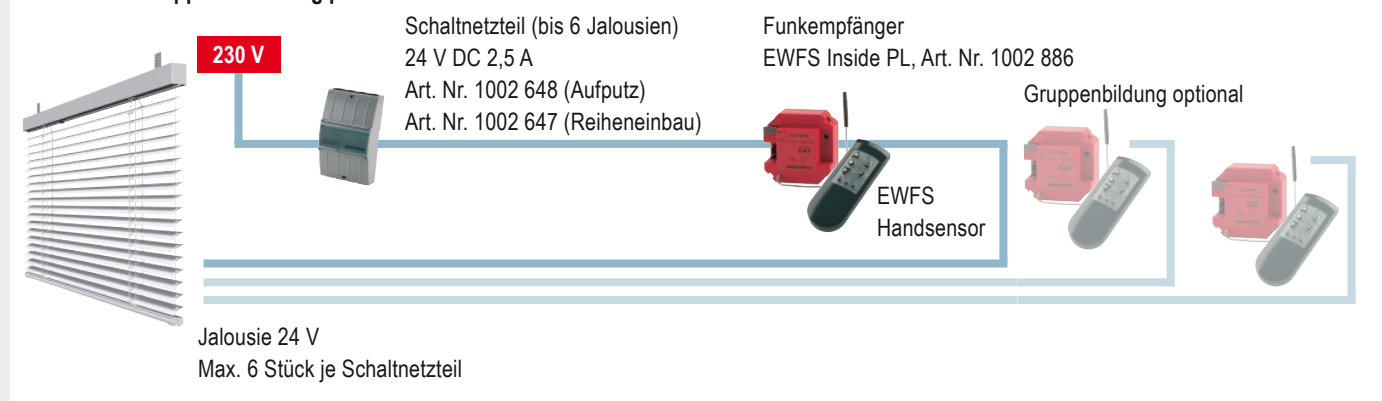 230 V
Schaltnetzteil (bis 6 Jalousien)
24 V DC 2,5 A
Art. Nr. 1002 648 (Aufputz)
Art. Nr. 1002 647 (Reiheneinbau)
Funkempfänger
EWFS Inside PL, Art. Nr. 1002 886
Gruppenbildung optional
EWFS
Handsensor
Jalousie 24 V
Max. 6 Stück je Schaltnetzteil